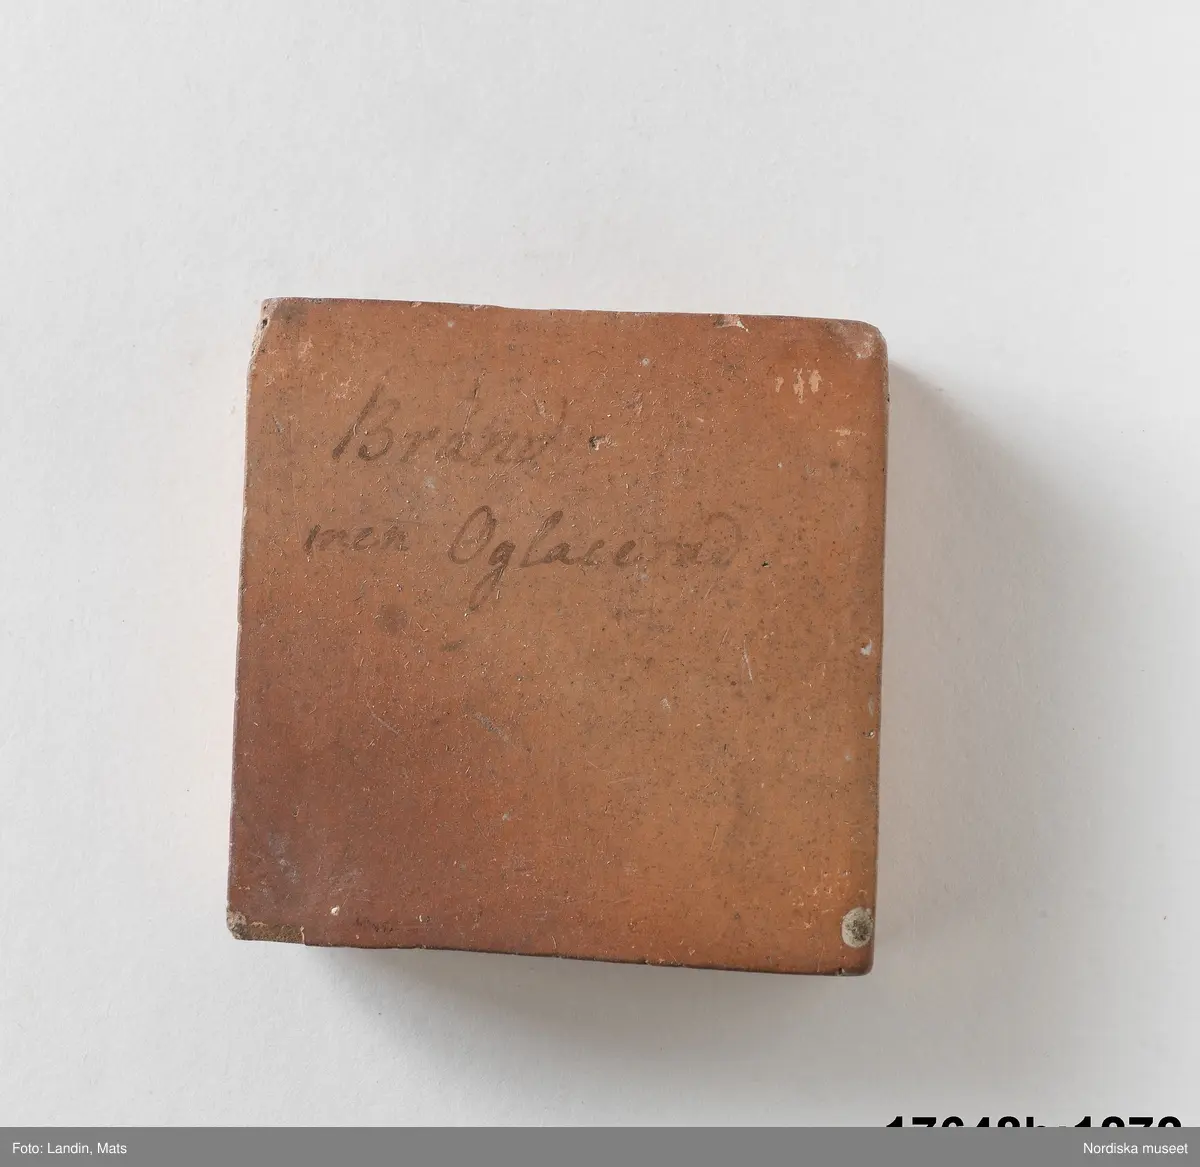 Bränd
men Oglacerad.
Foto: Landin, Mats
Nordiska museet